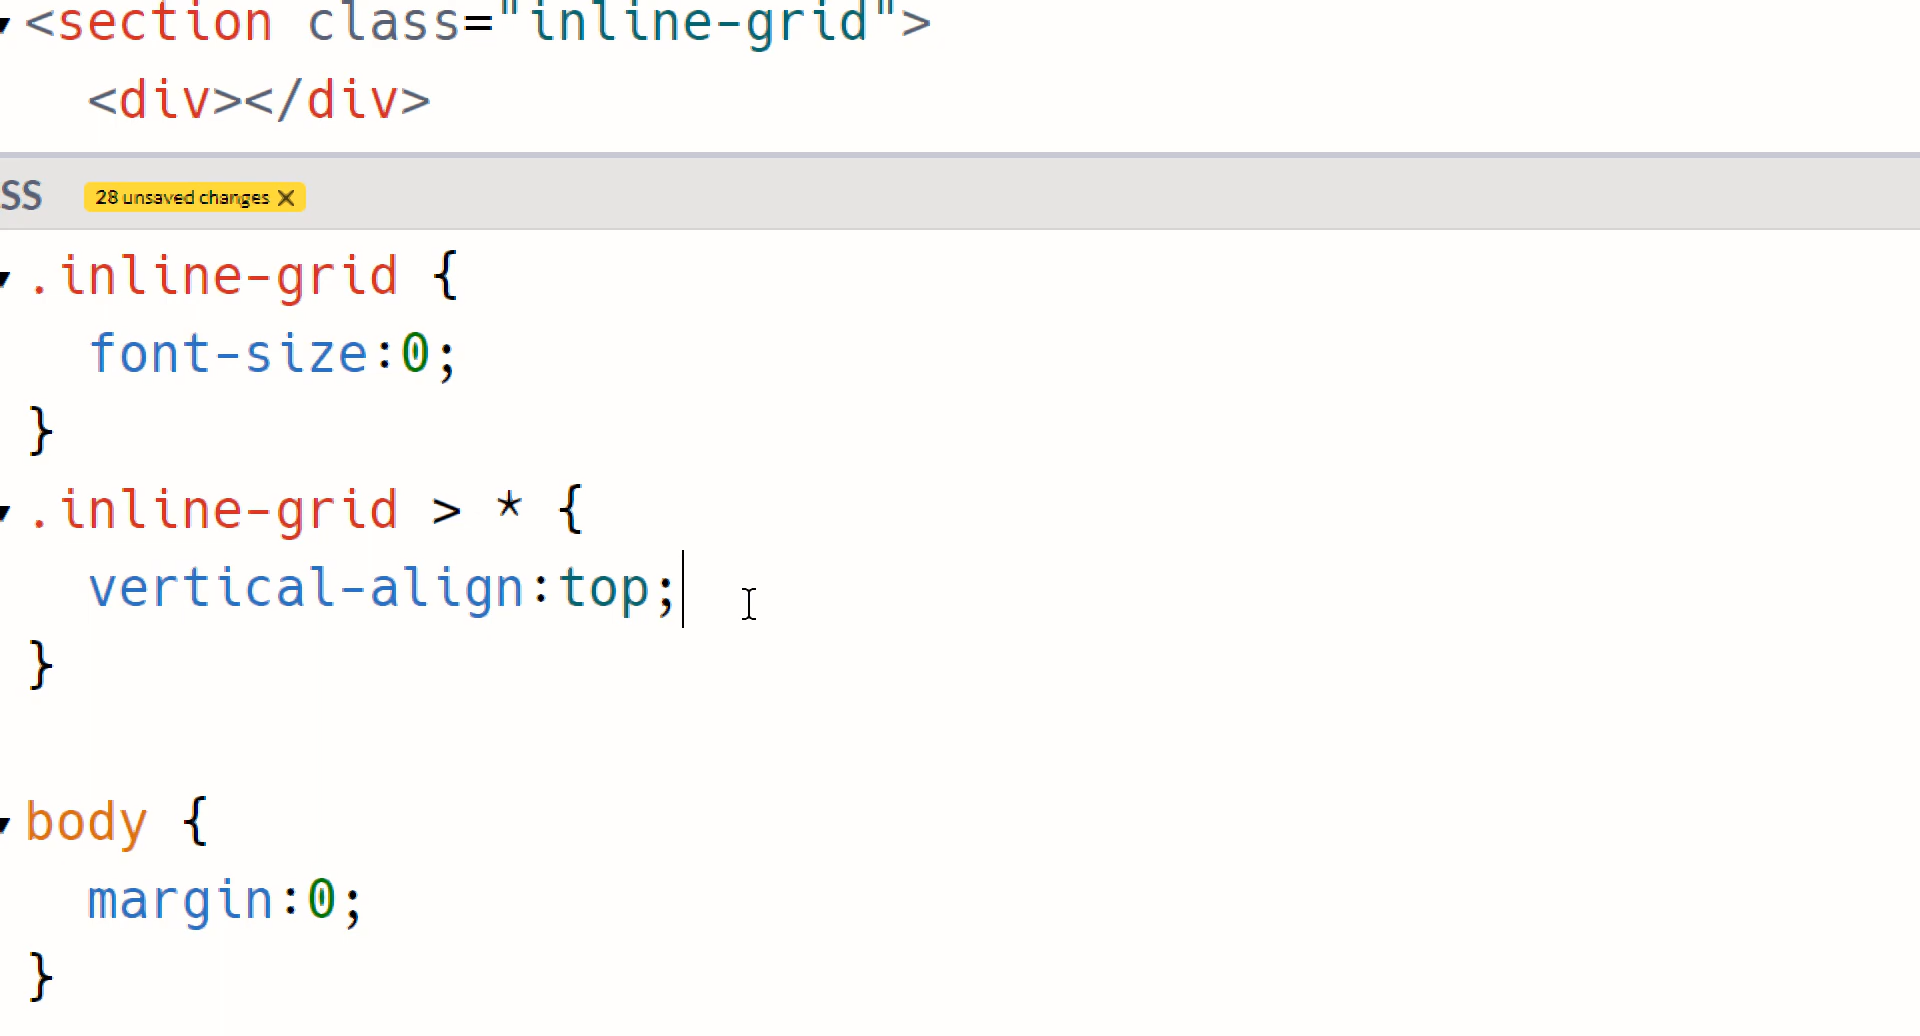 <section class="inline-grid">
<div></div>
SS 28 unsaved changes X
.inline-grid {
font-size:0;
}
.inline-grid > * {
vertical-align:top;
}
body {
margin:0;
}